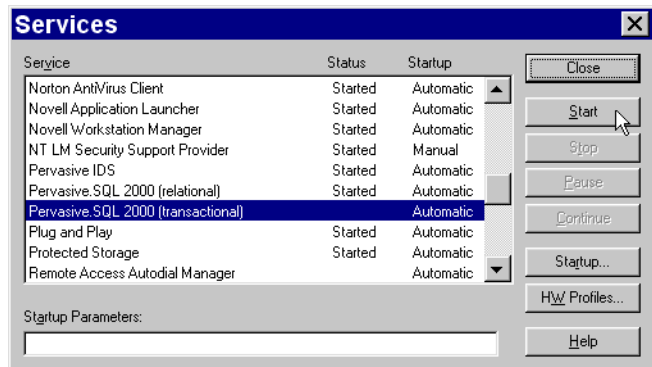 Services
Service Status Startup
Norton AntiVirus Client Started Automatic
Novell Application Launcher Started Automatic
Novell Workstation Manager Started Automatic
NT LM Security Support Provider Started Manual
Pervasive IDS Automatic
Pervasive.SQL 2000 (relational) Started Automatic
Pervasive.SQL 2000 (transactional) Automatic
Plug and Play Started Automatic
Protected Storage Started Automatic
Remote Access Autodial Manager Automatic
Startup Parameters:
Close
Start
Stop
Pause
Continue
Startup...
HW Profiles...
Help